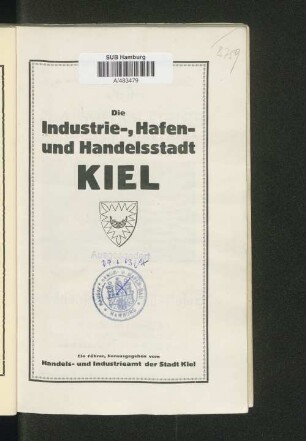 SUB Hamburg
A/483479
Die
Industrie-, Hafen-
und Handelsstadt
KIEL
Ein Führer, herausgegeben vom
Handels- und Industrieamt der Stadt Kiel